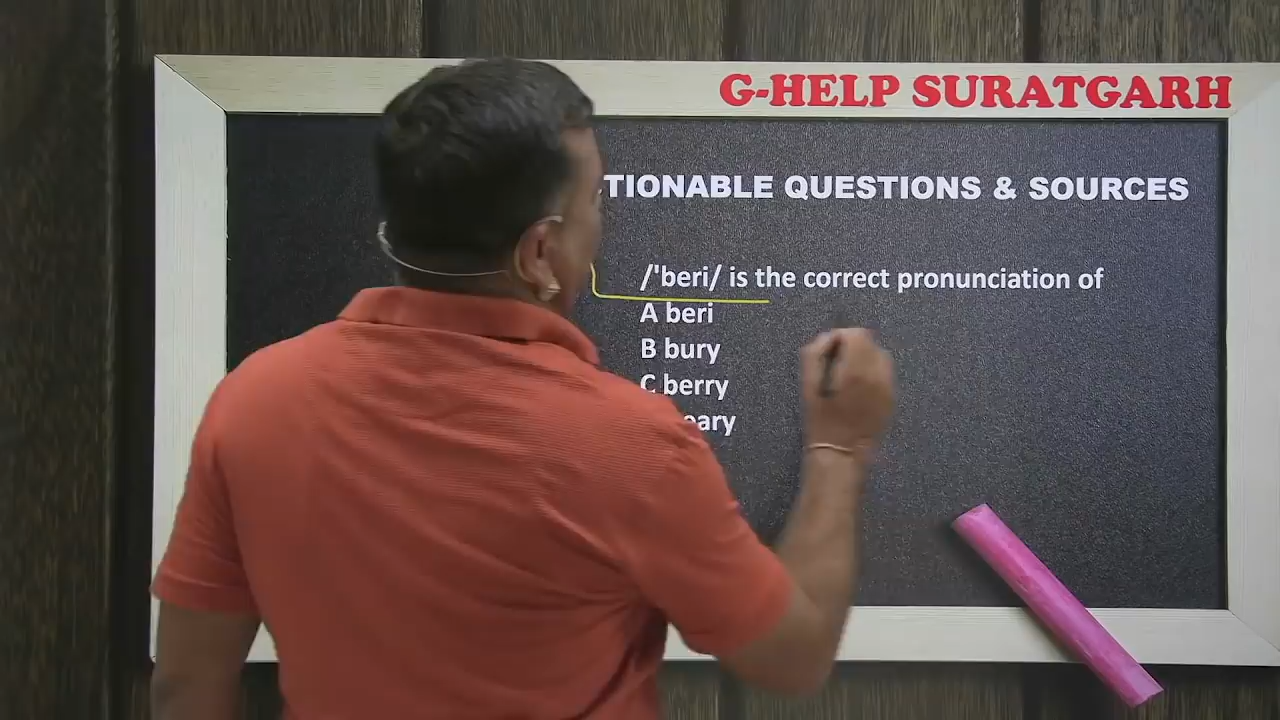 G-HELP SURATGARH
TIONABLE QUESTIONS & SOURCES
/'beri/ is the correct pronunciation of
A beri
B bury
C berry
eary